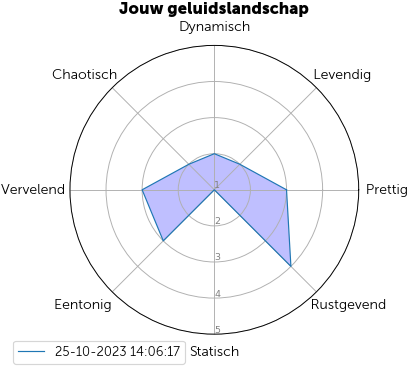 Jouw geluidslandschap
Dynamisch
Chaotisch
Levendig
Vervelend
1
Prettig
2
3
4
Eentonig
Rustgevend
5
25-10-2023 14:06:17
Statisch